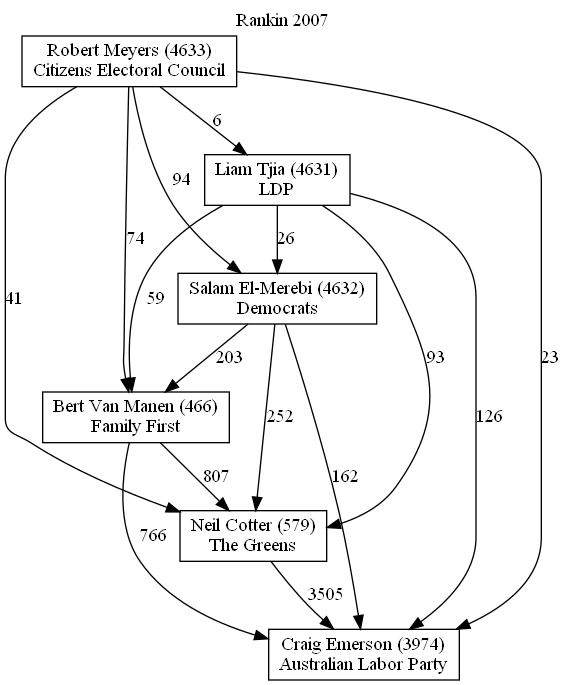 Rankin 2007
Robert Meyers (4633)
Citizens Electoral Council
6
Liam Tjia (4631)
LDP
94
74
26
59
Salam El-Merebi (4632)
Democrats
41
203
93
23
Bert Van Manen (466)
Family First
252
126
807
162
766
Neil Cotter (579)
The Greens
3505
Craig Emerson (3974)
Australian Labor Party